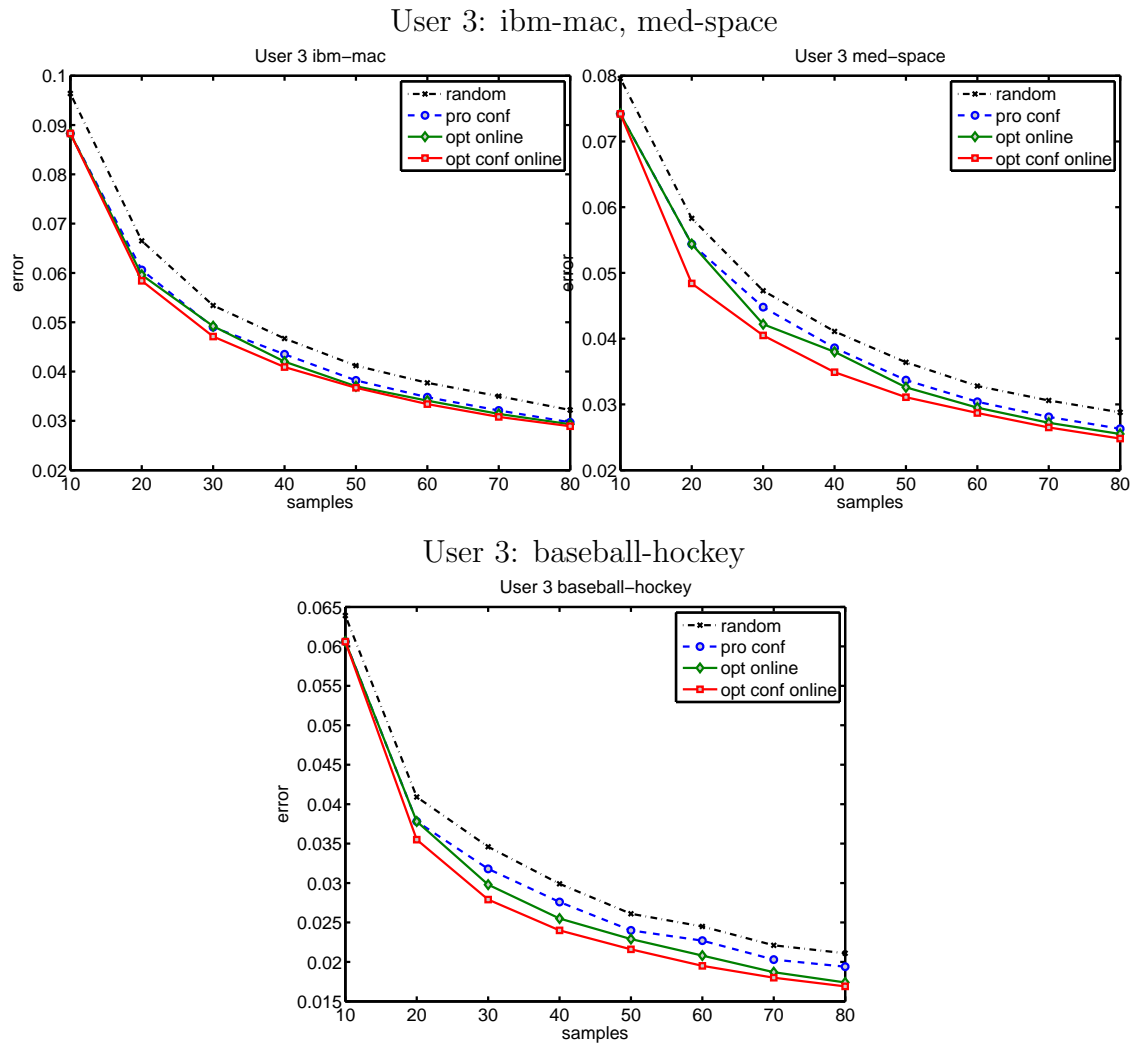 User 3: ibm-mac, med-space
User 3 ibm−mac
0.1
0.09
0.08
0.07
0.06
0.05
0.04
0.03
0.02
error
10 20 30 40 50 60 70 80
samples
random
pro conf
opt online
opt conf online
User 3 med−space
0.08
0.07
0.06
0.05
0.04
0.03
0.02
error
10 20 30 40 50 60 70 80
samples
random
pro conf
opt online
opt conf online
User 3: baseball-hockey
User 3 baseball−hockey
0.065
0.06
0.055
0.05
0.045
0.04
0.035
0.03
0.025
0.02
0.015
error
10 20 30 40 50 60 70 80
samples
random
pro conf
opt online
opt conf online